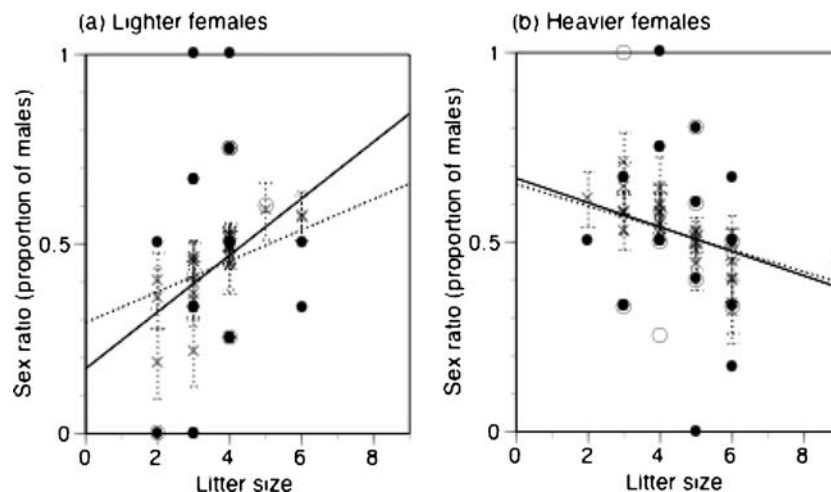 (a) Lighter females
(b) Heavier females
Sex ratio (proportion of males)
1
0.5
0
0 2 4 6 8
Litter size
Sex ratio (proportion of males)
1
0.5
0
0 2 4 6 8
Litter size